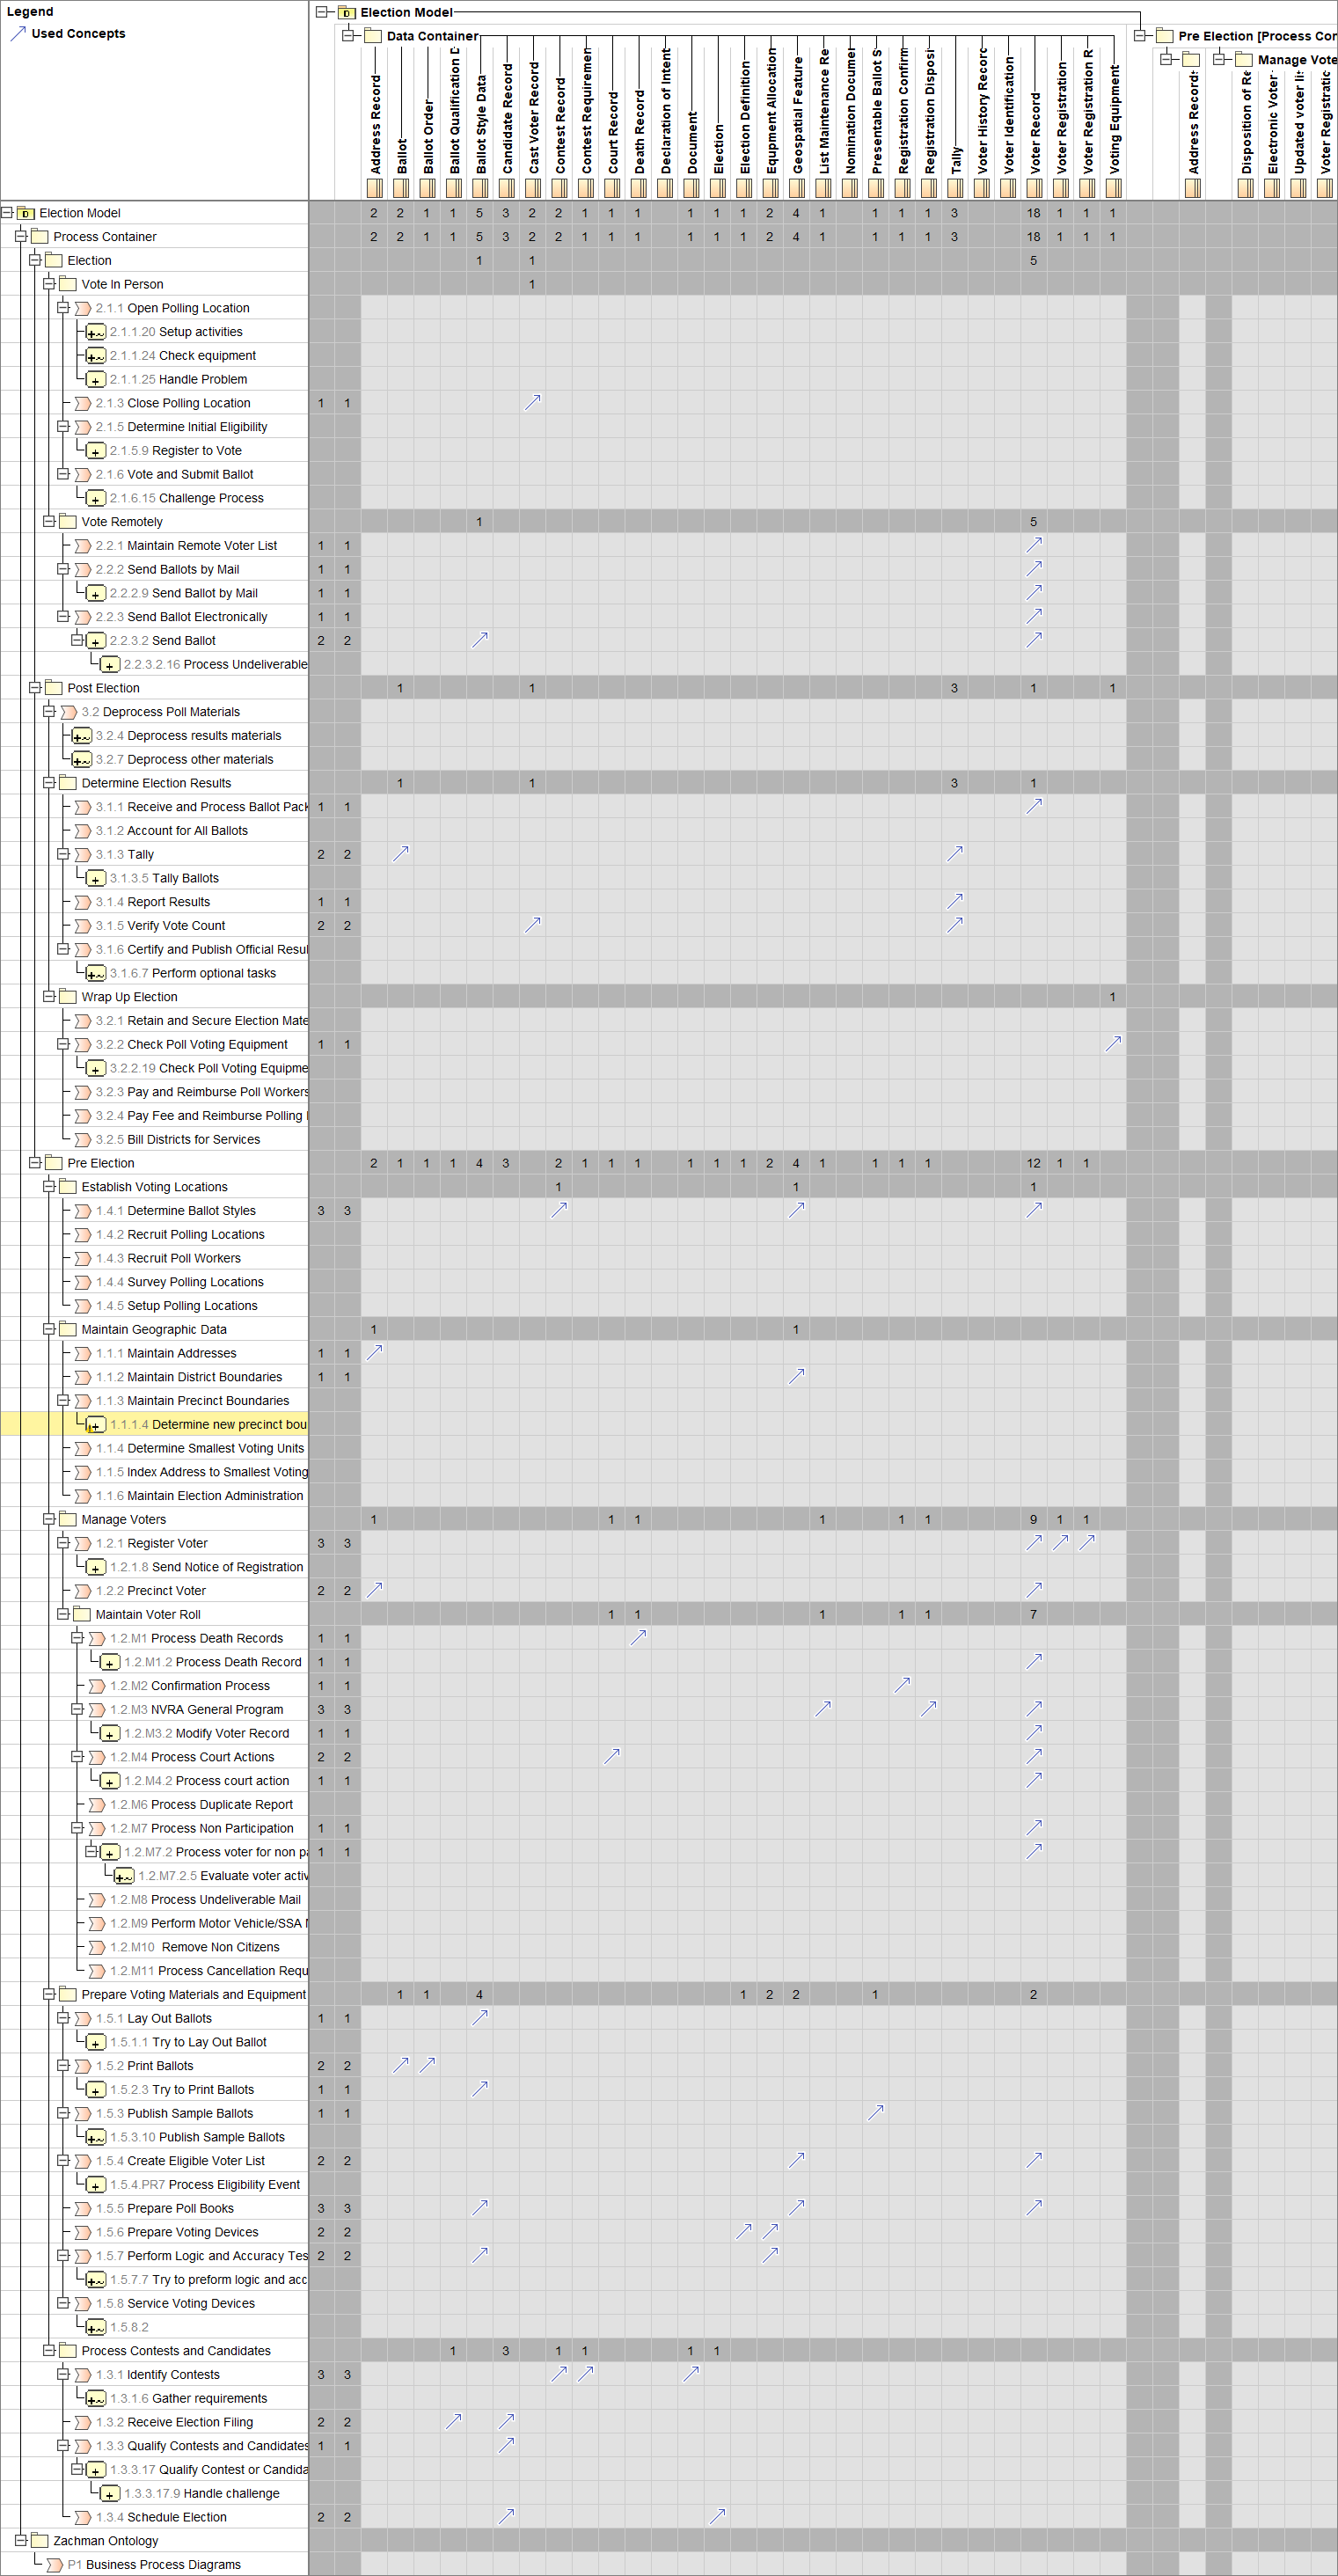 Legend
Used Concepts
Election Model
Data Container
Pre Election [Process Cor
Manage Vote
Address Record
Ballot
Ballot Order
Ballot Qualification D
Ballot Style Data
Candidate Record
Cast Voter Record
Contest Record
Contest Requiremen
Court Record
Death Record
Declaration of Intent
Document
Election
Election Definition
Equpment Allocation
Geospatial Feature
List Maintenance Re
Nomination Documer
Presentable Ballot S
Registration Confirm
Registration Disposi
Tally
Voter History Record
Voter Identification
Voter Record
Voter Registration
Voter Registration R
Voting Equipment
Address Record
Disposition of Re
Electronic Voter
Updated voter li
Voter Registratic
Election Model 2 2 1 1 5 3 2 2 1 1 1 1 1 1 2 4 1 1 1 1 3 18 1 1 1
Process Container 2 2 1 1 5 3 2 2 1 1 1 1 1 1 2 4 1 1 1 1 3 18 1 1 1
Election 1 1 5
Vote In Person 1
2.1.1 Open Polling Location
2.1.1.20 Setup activities
2.1.1.24 Check equipment
2.1.1.25 Handle Problem
2.1.3 Close Polling Location 1 1
2.1.5 Determine Initial Eligibility
2.1.5.9 Register to Vote
2.1.6 Vote and Submit Ballot
2.1.6.15 Challenge Process
Vote Remotely 1 5
2.2.1 Maintain Remote Voter List 1 1
2.2.2 Send Ballots by Mail 1 1
2.2.2.9 Send Ballot by Mail 1 1
2.2.3 Send Ballot Electronically 1 1
2.2.3.2 Send Ballot 2 2
2.2.3.2.16 Process Undeliverable
Post Election 1 1 3 1 1
3.2 Deprocess Poll Materials
3.2.4 Deprocess results materials
3.2.7 Deprocess other materials
Determine Election Results 1 1 3 1
3.1.1 Receive and Process Ballot Pack 1 1
3.1.2 Account for All Ballots
3.1.3 Tally 2 2
3.1.3.5 Tally Ballots
3.1.4 Report Results 1 1
3.1.5 Verify Vote Count 2 2
3.1.6 Certify and Publish Official Resul
3.1.6.7 Perform optional tasks
Wrap Up Election 1
3.2.1 Retain and Secure Election Mate
3.2.2 Check Poll Voting Equipment 1 1
3.2.2.19 Check Poll Voting Equipme
3.2.3 Pay and Reimburse Poll Workers
3.2.4 Pay Fee and Reimburse Polling
3.2.5 Bill Districts for Services
Pre Election 2 1 1 1 4 3 2 1 1 1 1 1 1 2 4 1 1 1 1 12 1 1
Establish Voting Locations 1 1 1
1.4.1 Determine Ballot Styles 3 3
1.4.2 Recruit Polling Locations
1.4.3 Recruit Poll Workers
1.4.4 Survey Polling Locations
1.4.5 Setup Polling Locations
Maintain Geographic Data 1 1
1.1.1 Maintain Addresses 1 1
1.1.2 Maintain District Boundaries 1 1
1.1.3 Maintain Precinct Boundaries
1.1.1.4 Determine new precinct bou
1.1.4 Determine Smallest Voting Units
1.1.5 Index Address to Smallest Voting
1.1.6 Maintain Election Administration
Manage Voters 1 1 1 1 1 1 9 1 1
1.2.1 Register Voter 3 3
1.2.1.8 Send Notice of Registration
1.2.2 Precinct Voter 2 2
Maintain Voter Roll 1 1 1 1 1 7
1.2.M1 Process Death Records 1 1
1.2.M1.2 Process Death Record 1 1
1.2.M2 Confirmation Process 1 1
1.2.M3 NVRA General Program 3 3
1.2.M3.2 Modify Voter Record 1 1
1.2.M4 Process Court Actions 2 2
1.2.M4.2 Process court action 1 1
1.2.M6 Process Duplicate Report
1.2.M7 Process Non Participation 1 1
1.2.M7.2 Process voter for non pa 1 1
1.2.M7.2.5 Evaluate voter activ
1.2.M8 Process Undeliverable Mail
1.2.M9 Perform Motor Vehicle/SSA
1.2.M10 Remove Non Citizens
1.2.M11 Process Cancellation Requ
Prepare Voting Materials and Equipment 1 1 4 1 2 2 1 2
1.5.1 Lay Out Ballots 1 1
1.5.1.1 Try to Lay Out Ballot
1.5.2 Print Ballots 2 2
1.5.2.3 Try to Print Ballots 1 1
1.5.3 Publish Sample Ballots 1 1
1.5.3.10 Publish Sample Ballots
1.5.4 Create Eligible Voter List 2 2
1.5.4.PR7 Process Eligibility Event
1.5.5 Prepare Poll Books 3 3
1.5.6 Prepare Voting Devices 2 2
1.5.7 Perform Logic and Accuracy Tes 2 2
1.5.7.7 Try to preform logic and acc
1.5.8 Service Voting Devices
1.5.8.2
Process Contests and Candidates 1 3 1 1 1 1
1.3.1 Identify Contests 3 3
1.3.1.6 Gather requirements
1.3.2 Receive Election Filing 2 2
1.3.3 Qualify Contests and Candidates 1 1
1.3.3.17 Qualify Contest or Candida
1.3.3.17.9 Handle challenge
1.3.4 Schedule Election 2 2
Zachman Ontology
P1 Business Process Diagrams